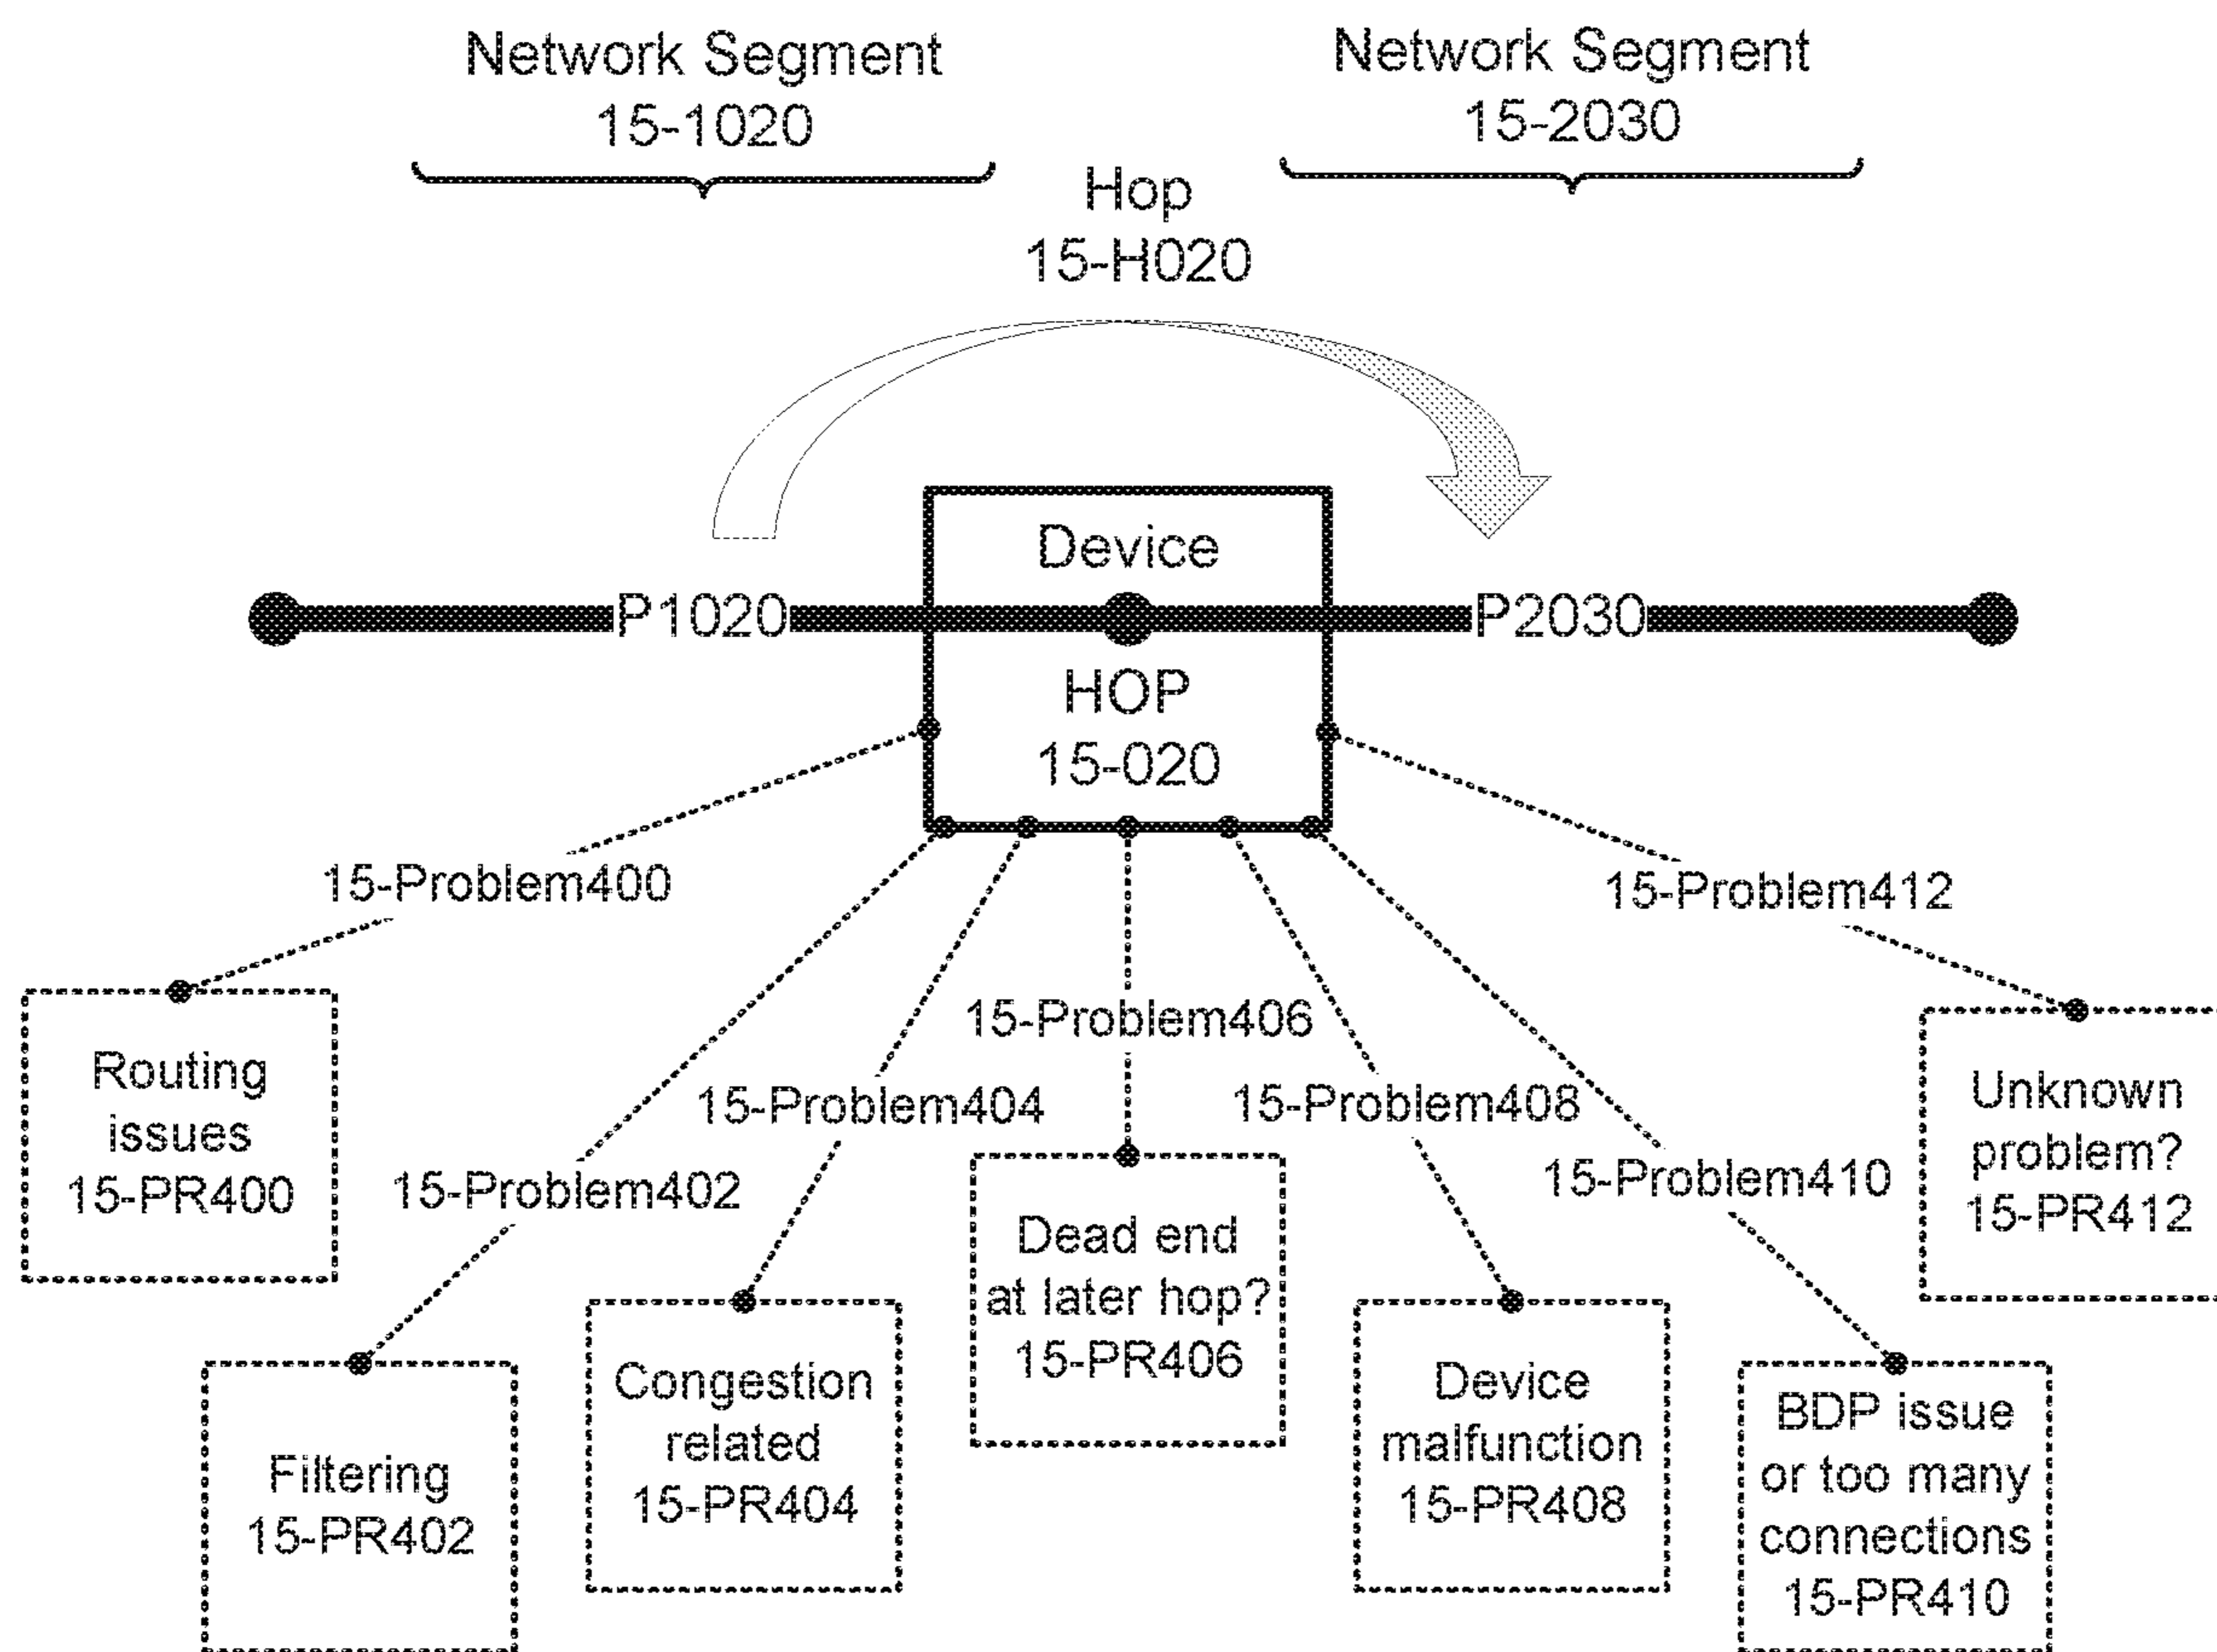 Network Segment
15-1020
Network Segment
15-2030
Hop
15-H020
Device
P1020
P2030
HOP
15-020
15-Problem400
15-Problem412
15-Problem406
15-Problem404
15-Problem408
15-Problem402
15-Problem410
Routing
issues
15-PR400
Filtering
15-PR402
Congestion
related
15-PR404
Dead end
at later hop?
15-PR406
Device
malfunction
15-PR408
BDP issue
or too many
connections
15-PR410
Unknown
problem?
15-PR412